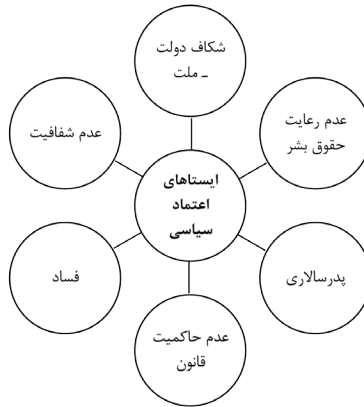 شکاف دولت
ـ ملت
عدم رعایت
حقوق بشر
عدم شفافیت
ایستاهای
اعتماد
سیاسی
پدرسالاری
فساد
عدم حاکمیت
قانون